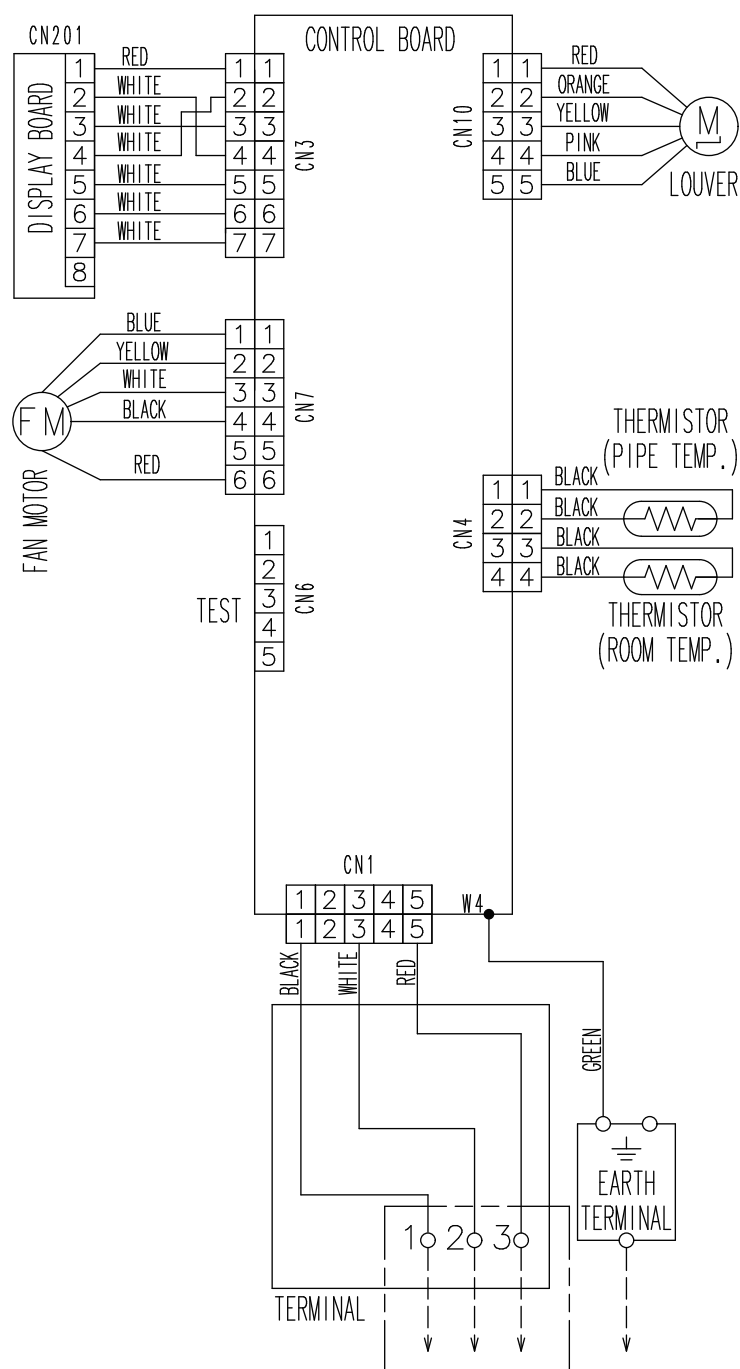 CN201
CONTROL BOARD
DISPLAY BOARD
1
2
3
4
5
6
7
8
RED
WHITE
WHITE
WHITE
WHITE
WHITE
WHITE
1 1
2 2
3 3
4 4
5 5
6 6
7 7
CN3
CN10
1 1
2 2
3 3
4 4
5 5
RED
ORANGE
YELLOW
PINK
BLUE
M
LOUVER
FM
FAN MOTOR
BLUE
YELLOW
WHITE
BLACK
RED
1 1
2 2
3 3
4 4
5 5
6 6
CN7
THERMISTOR
(PIPE TEMP.)
CN4
1 1
2 2
3 3
4 4
BLACK
BLACK
BLACK
BLACK
THERMISTOR
(ROOM TEMP.)
TEST
1
2
3
4
5
CN6
CN1
1 2 3 4 5
1 2 3 4 5
W4
BLACK
WHITE
RED
GREEN
EARTH
TERMINAL
1 2 3
TERMINAL